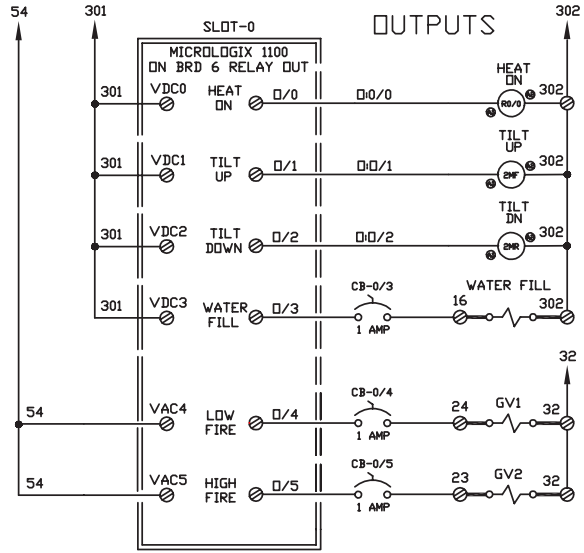 54 301 302
SLOT-0 OUTPUTS
MICROLOGIX 1100
ON BRD 6 RELAY OUT
HEAT
ON
301 VDC0 HEAT
ON O/0 O:0/0 R0/0 302
TILT
UP
301 VDC1 TILT
UP O/1 O:0/1 2MF 302
TILT
DN
301 VDC2 TILT
DOWN O/2 O:0/2 2MR 302
CB-0/3 WATER FILL
301 VDC3 WATER
FILL O/3 1 AMP 16 302
32
CB-0/4
54 VAC4 LOW
FIRE O/4 1 AMP 24 GV1 32
CB-0/5
54 VAC5 HIGH
FIRE O/5 1 AMP 23 GV2 32